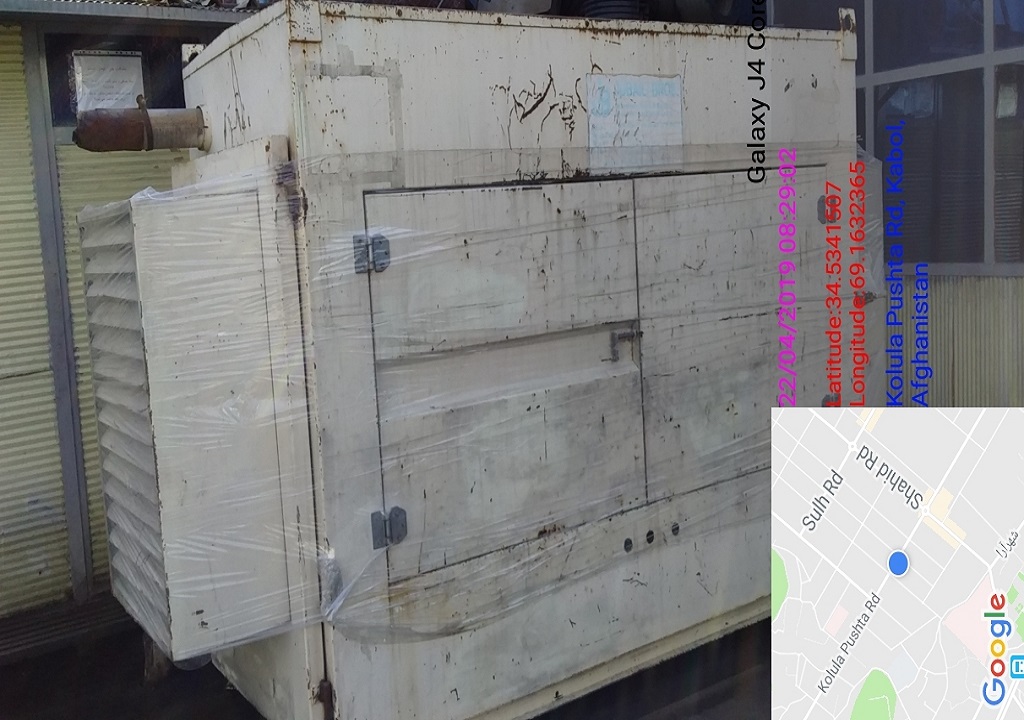 Galaxy J4 Core
22/04/2019 08:29:02
Latitude:34.5341507
Longitude:69.1632365
Kolula Pushta Rd, Kabol,
Afghanistan
Sulh Rd
Shahid Rd
Kolula Pushta Rd
شهرآرا
Google